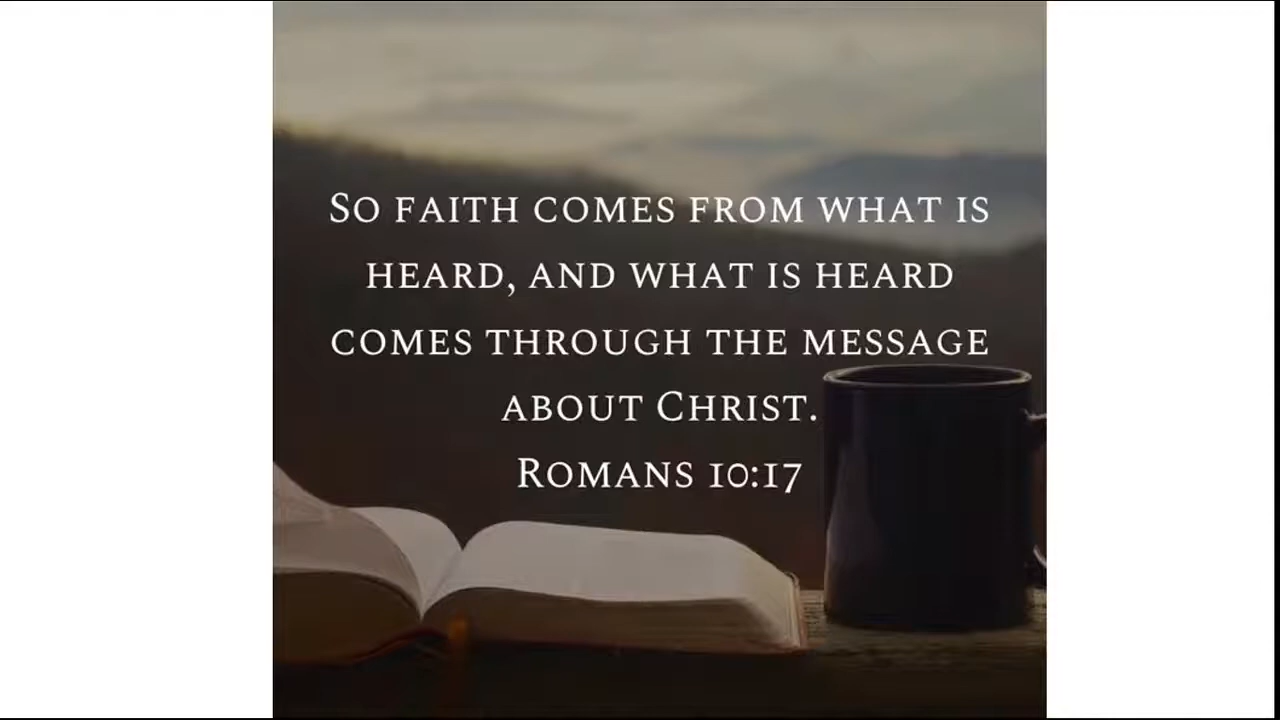 So faith comes from what is
heard, and what is heard
comes through the message
about Christ.
Romans 10:17